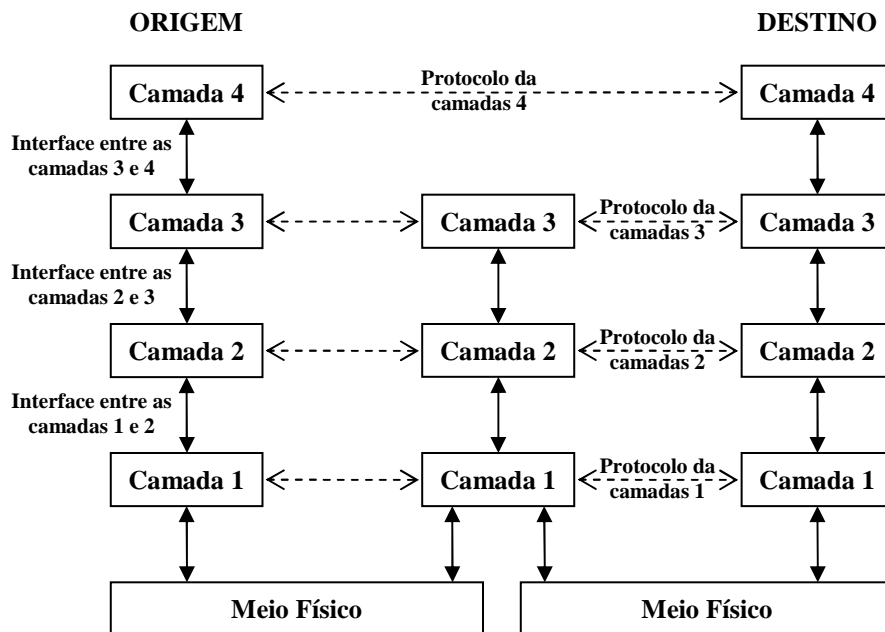 ORIGEM
DESTINO
Camada 4
Protocolo da
camadas 4
Camada 4
Interface entre as
camadas 3 e 4
Camada 3
Camada 3
Protocolo da
camadas 3
Camada 3
Interface entre as
camadas 2 e 3
Camada 2
Camada 2
Protocolo da
camadas 2
Camada 2
Interface entre as
camadas 1 e 2
Camada 1
Camada 1
Protocolo da
camadas 1
Camada 1
Meio Físico
Meio Físico